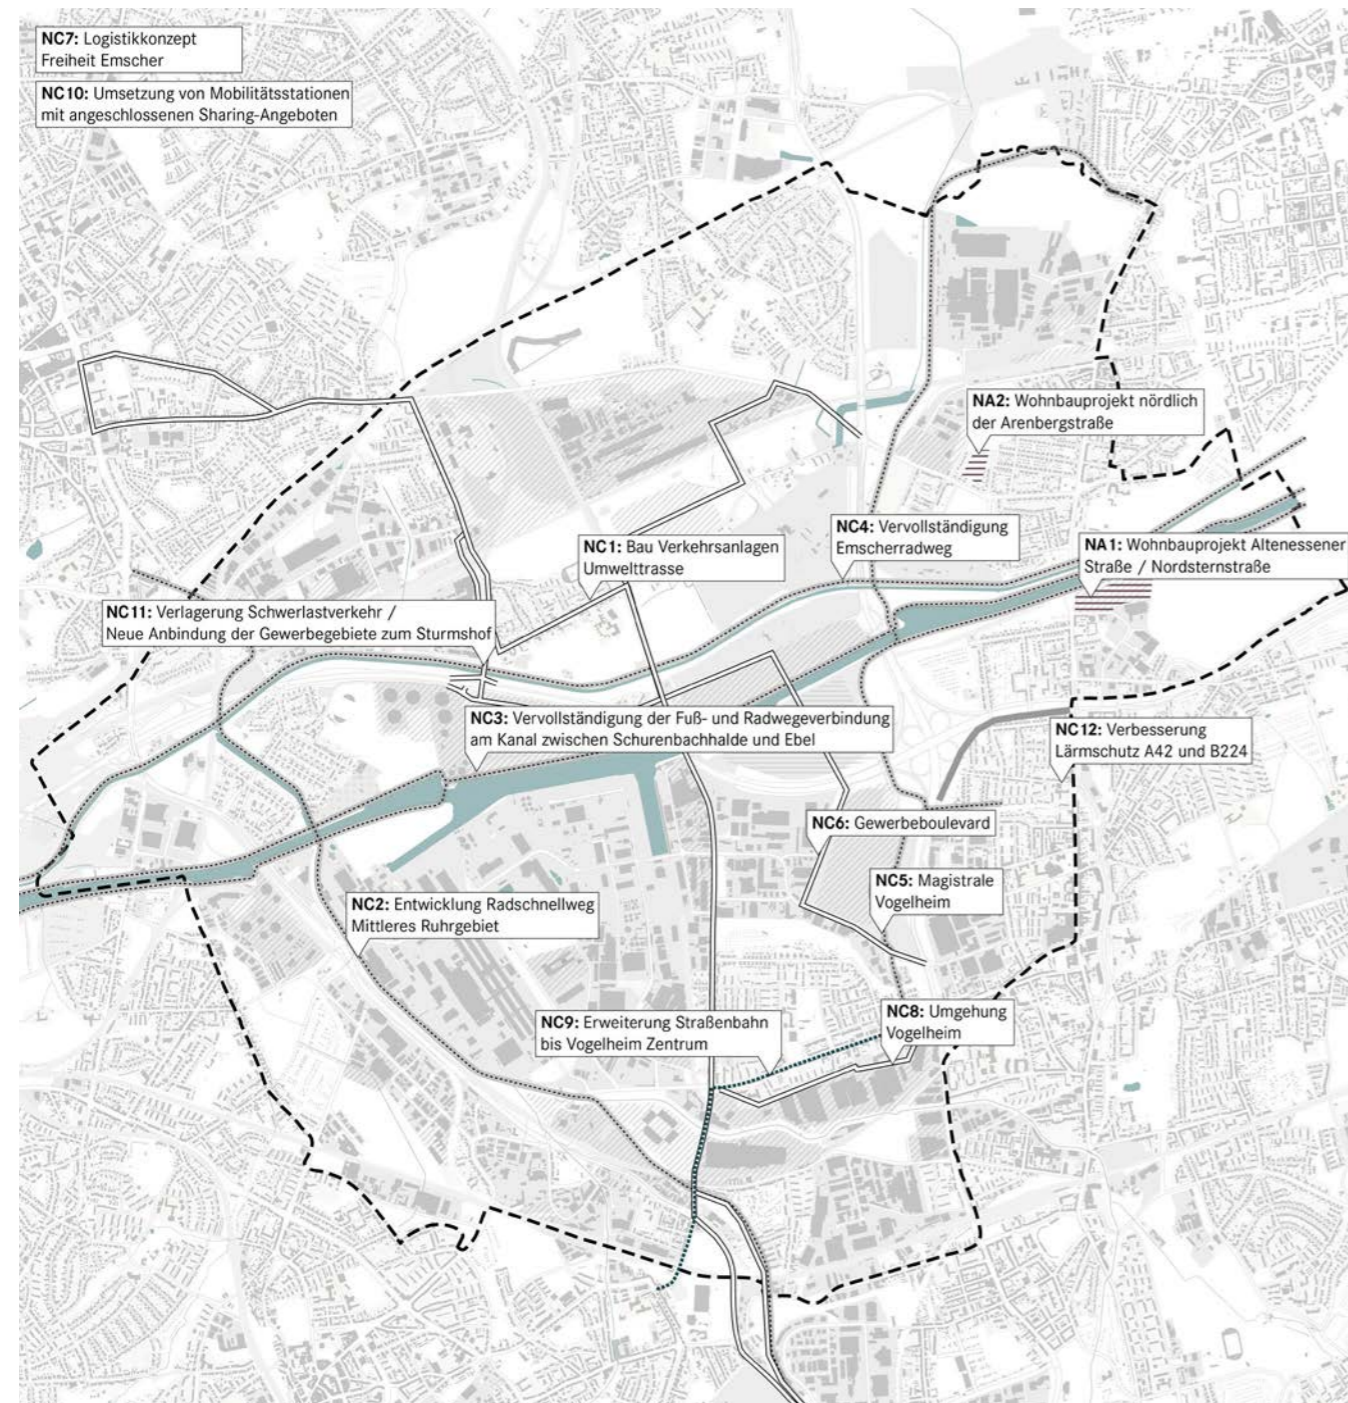 NC7: Logistikkonzept
Freiheit Emscher
NC10: Umsetzung von Mobilitätsstationen
mit angeschlossenen Sharing-Angeboten
NA2: Wohnbauprojekt nördlich
der Arenbergstraße
NC4: Vervollständigung
Emscherradweg
NC1: Bau Verkehrsanlagen
Umwelttrasse
NA1: Wohnbauprojekt Altenessener
Straße / Nordsternstraße
NC11: Verlagerung Schwerlastverkehr /
Neue Anbindung der Gewerbegebiete zum Sturmshof
NC3: Vervollständigung der Fuß- und Radwegeverbindung
am Kanal zwischen Schurenbachhalde und Ebel
NC12: Verbesserung
Lärmschutz A42 und B224
NC6: Gewerbeboulevard
NC5: Magistrale
Vogelheim
NC2: Entwicklung Radschnellweg
Mittleres Ruhrgebiet
NC9: Erweiterung Straßenbahn
bis Vogelheim Zentrum
NC8: Umgehung
Vogelheim